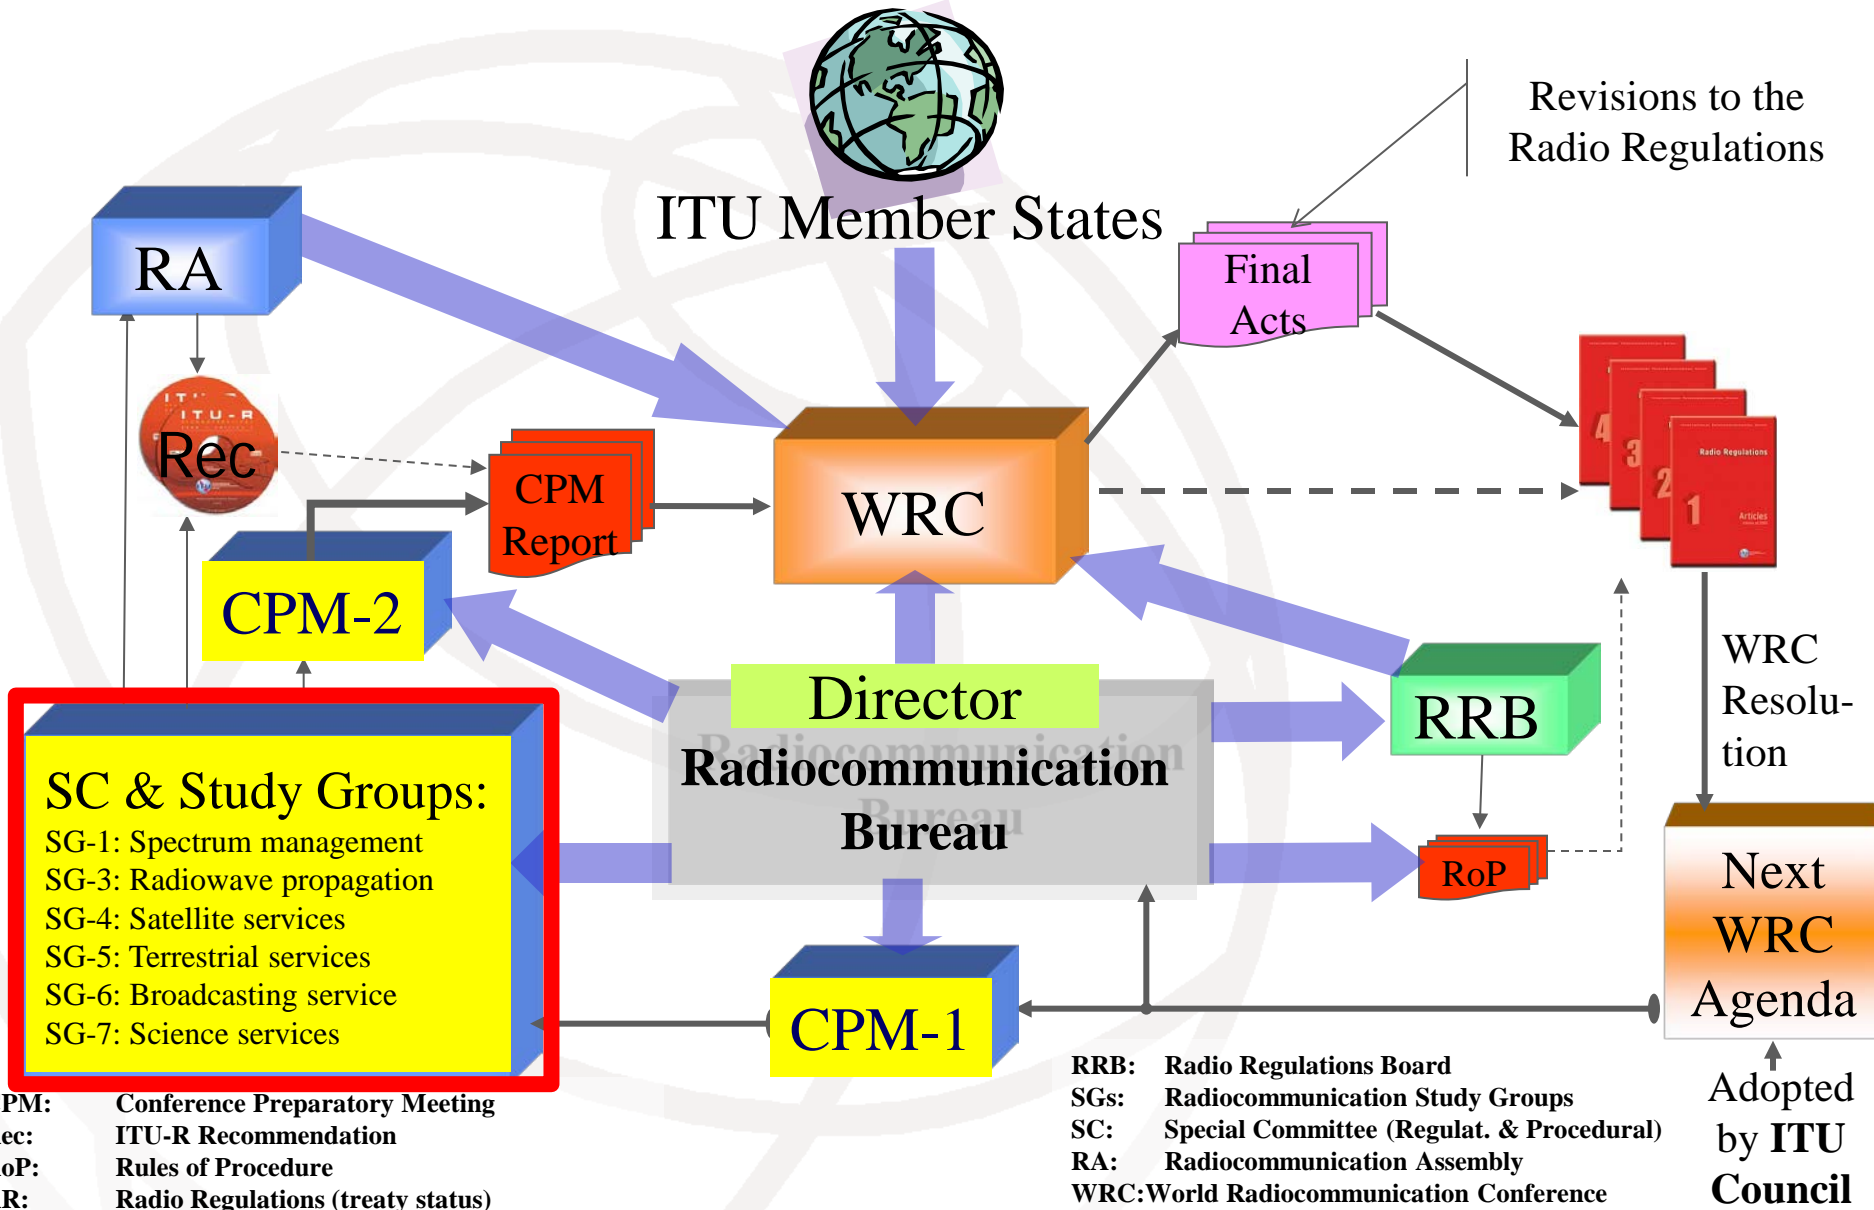 Revisions to the
Radio Regulations
ITU Member States
RA
Final
Acts
ITU-R
Rec
CPM
Report
WRC
4
3
2
1
Radio Regulations
Articles
CPM-2
Director
Radiocommunication
Bureau
RRB
WRC
Resolu-
tion
SC & Study Groups:
SG-1: Spectrum management
SG-3: Radiowave propagation
SG-4: Satellite services
SG-5: Terrestrial services
SG-6: Broadcasting service
SG-7: Science services
RoP
Next
WRC
Agenda
CPM-1
Adopted
by ITU
Council
PM: Conference Preparatory Meeting
ec: ITU-R Recommendation
oP: Rules of Procedure
R: Radio Regulations (treaty status)
RRB: Radio Regulations Board
SGs: Radiocommunication Study Groups
SC: Special Committee (Regulat. & Procedural)
RA: Radiocommunication Assembly
WRC:World Radiocommunication Conference